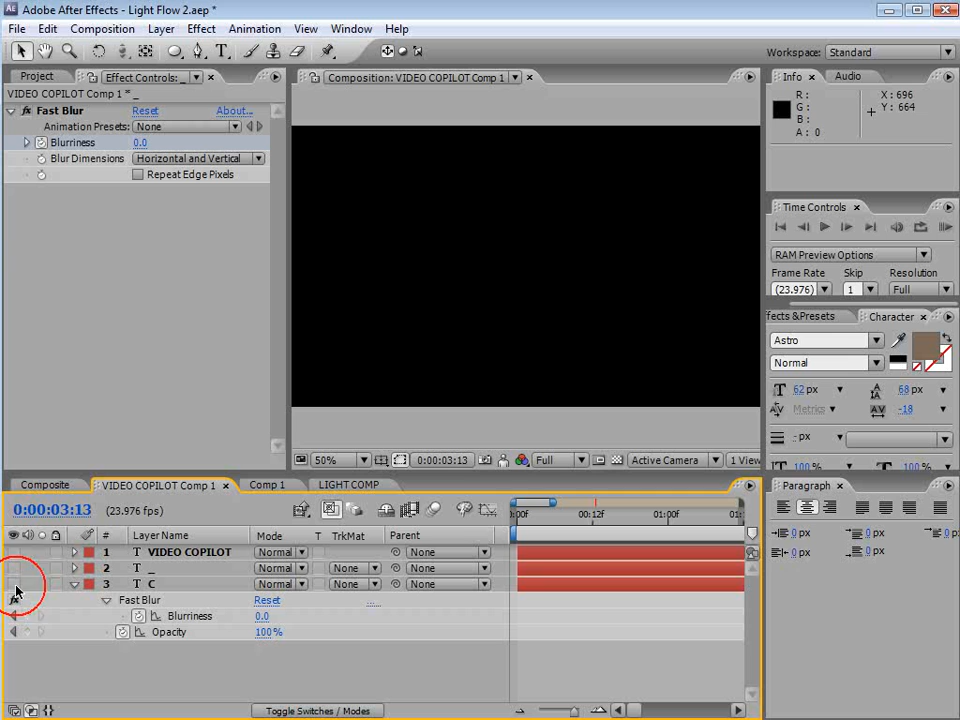 Adobe After Effects - Light Flow 2.aep *
File Edit Composition Layer Effect Animation View Window Help
Workspace: Standard
Project Effect Controls: _
Composition: VIDEO COPILOT Comp 1
Info Audio
VIDEO COPILOT Comp 1 * _
Fast Blur Reset About...
Animation Presets: None
Blurriness 0.0
Blur Dimensions Horizontal and Vertical
Repeat Edge Pixels
R: X: 696
G: Y: 664
B:
A: 0
Time Controls
RAM Preview Options
Frame Rate Skip Resolution
(23.976) 1 Full
ffects &Presets Character
Astro
Normal
62 px 68 px
Metrics -18
- px
100 % 100 %
50% 0:00:03:13 Full Active Camera 1 View
Composite VIDEO COPILOT Comp 1 Comp 1 LIGHT COMP
Paragraph
0:00:03:13 (23.976 fps)
:00f 00:12f 01:00f 01:
# Layer Name Mode T TrkMat Parent
1 T VIDEO COPILOT Normal None
2 T _ Normal None None
3 T C Normal None None
Fast Blur Reset ...
Blurriness 0.0
Opacity 100%
0 px 0 px
0 px 0 px
0 px
Toggle Switches / Modes